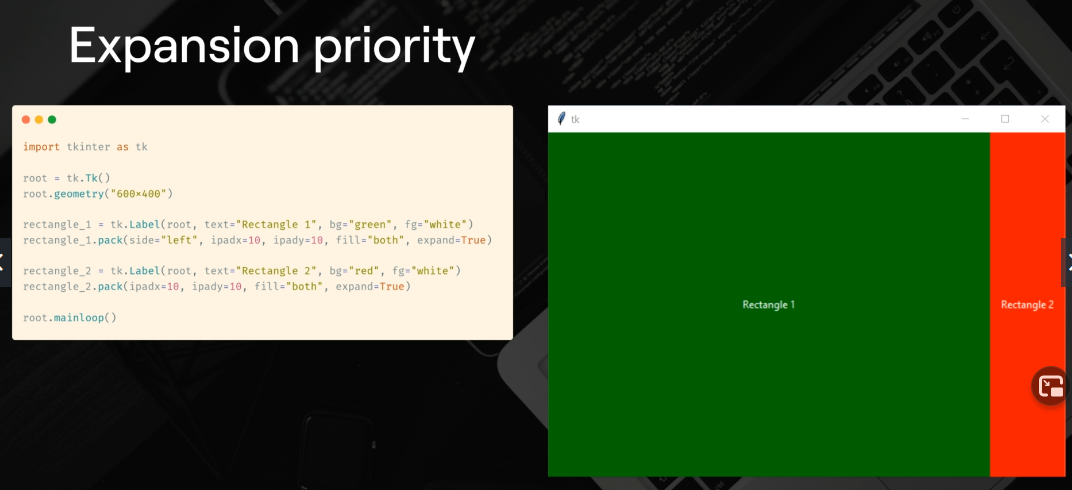 Expansion priority
import tkinter as tk
root = tk.Tk()
root.geometry("600×400")
rectangle_1 = tk.Label(root, text="Rectangle 1", bg="green", fg="white")
rectangle_1.pack(side="left", ipadx=10, ipady=10, fill="both", expand=True)
rectangle_2 = tk.Label(root, text="Rectangle 2", bg="red", fg="white")
rectangle_2.pack(ipadx=10, ipady=10, fill="both", expand=True)
root.mainloop()
tk
Rectangle 1
Rectangle 2